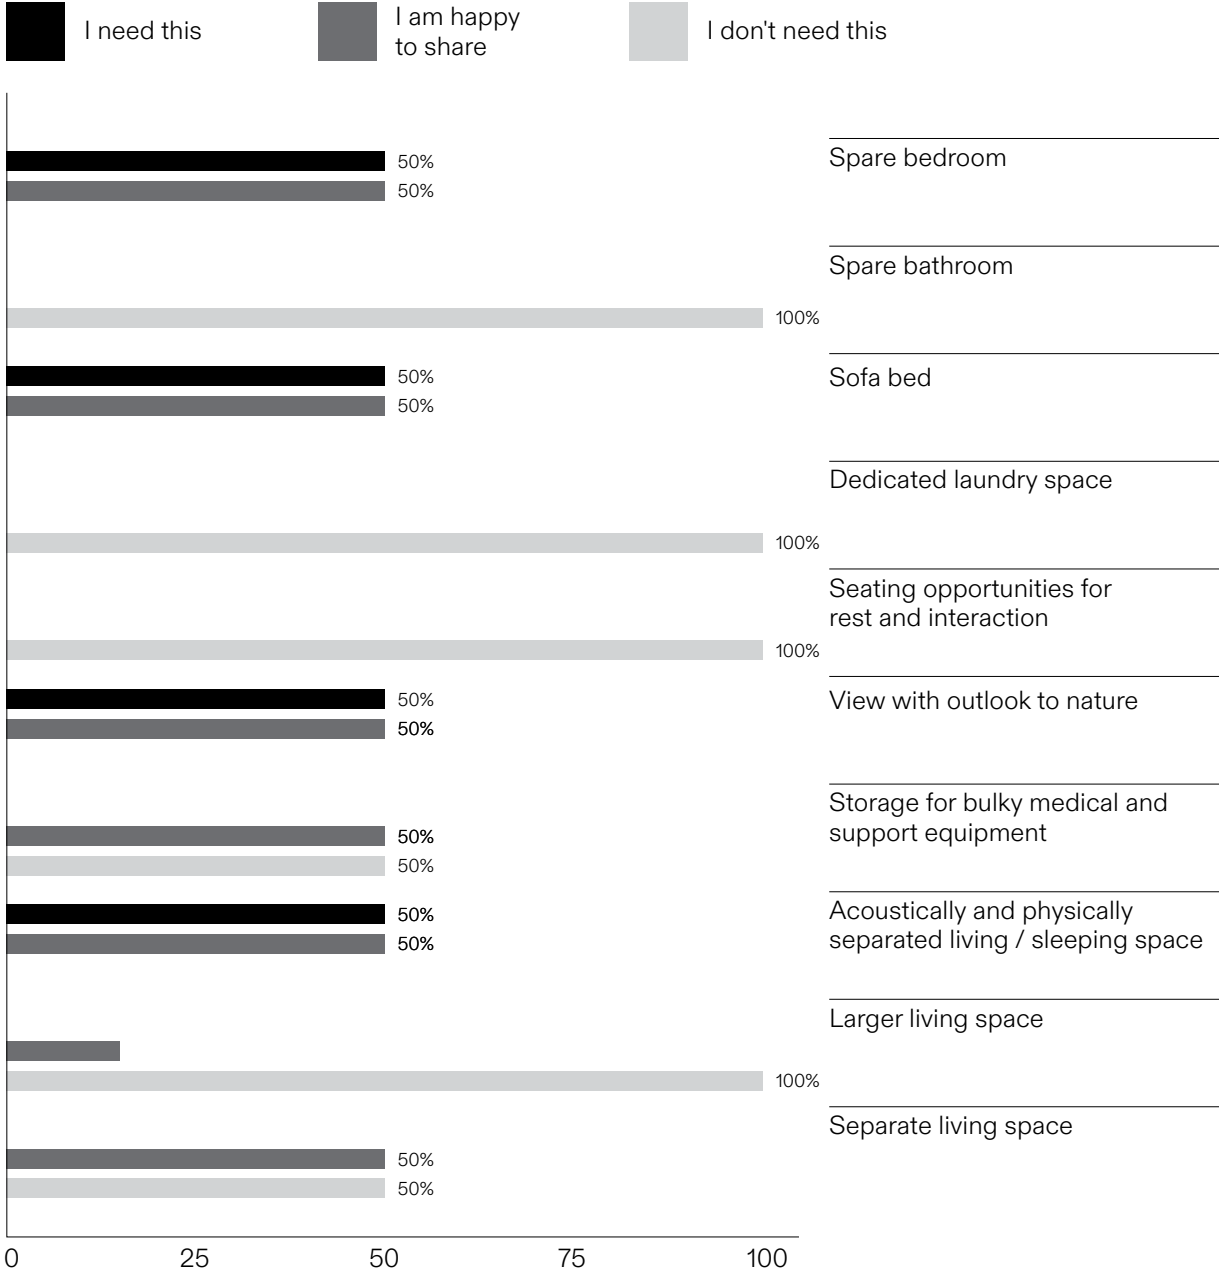 I need this
I am happy
to share
I don't need this
50%
Spare bedroom
50%
Spare bathroom
100%
50%
Sofa bed
50%
Dedicated laundry space
100%
Seating opportunities for
rest and interaction
100%
50%
View with outlook to nature
50%
Storage for bulky medical and
support equipment
50%
50%
50%
Acoustically and physically
separated living / sleeping space
50%
Larger living space
100%
Separate living space
50%
50%
0 25 50 75 100